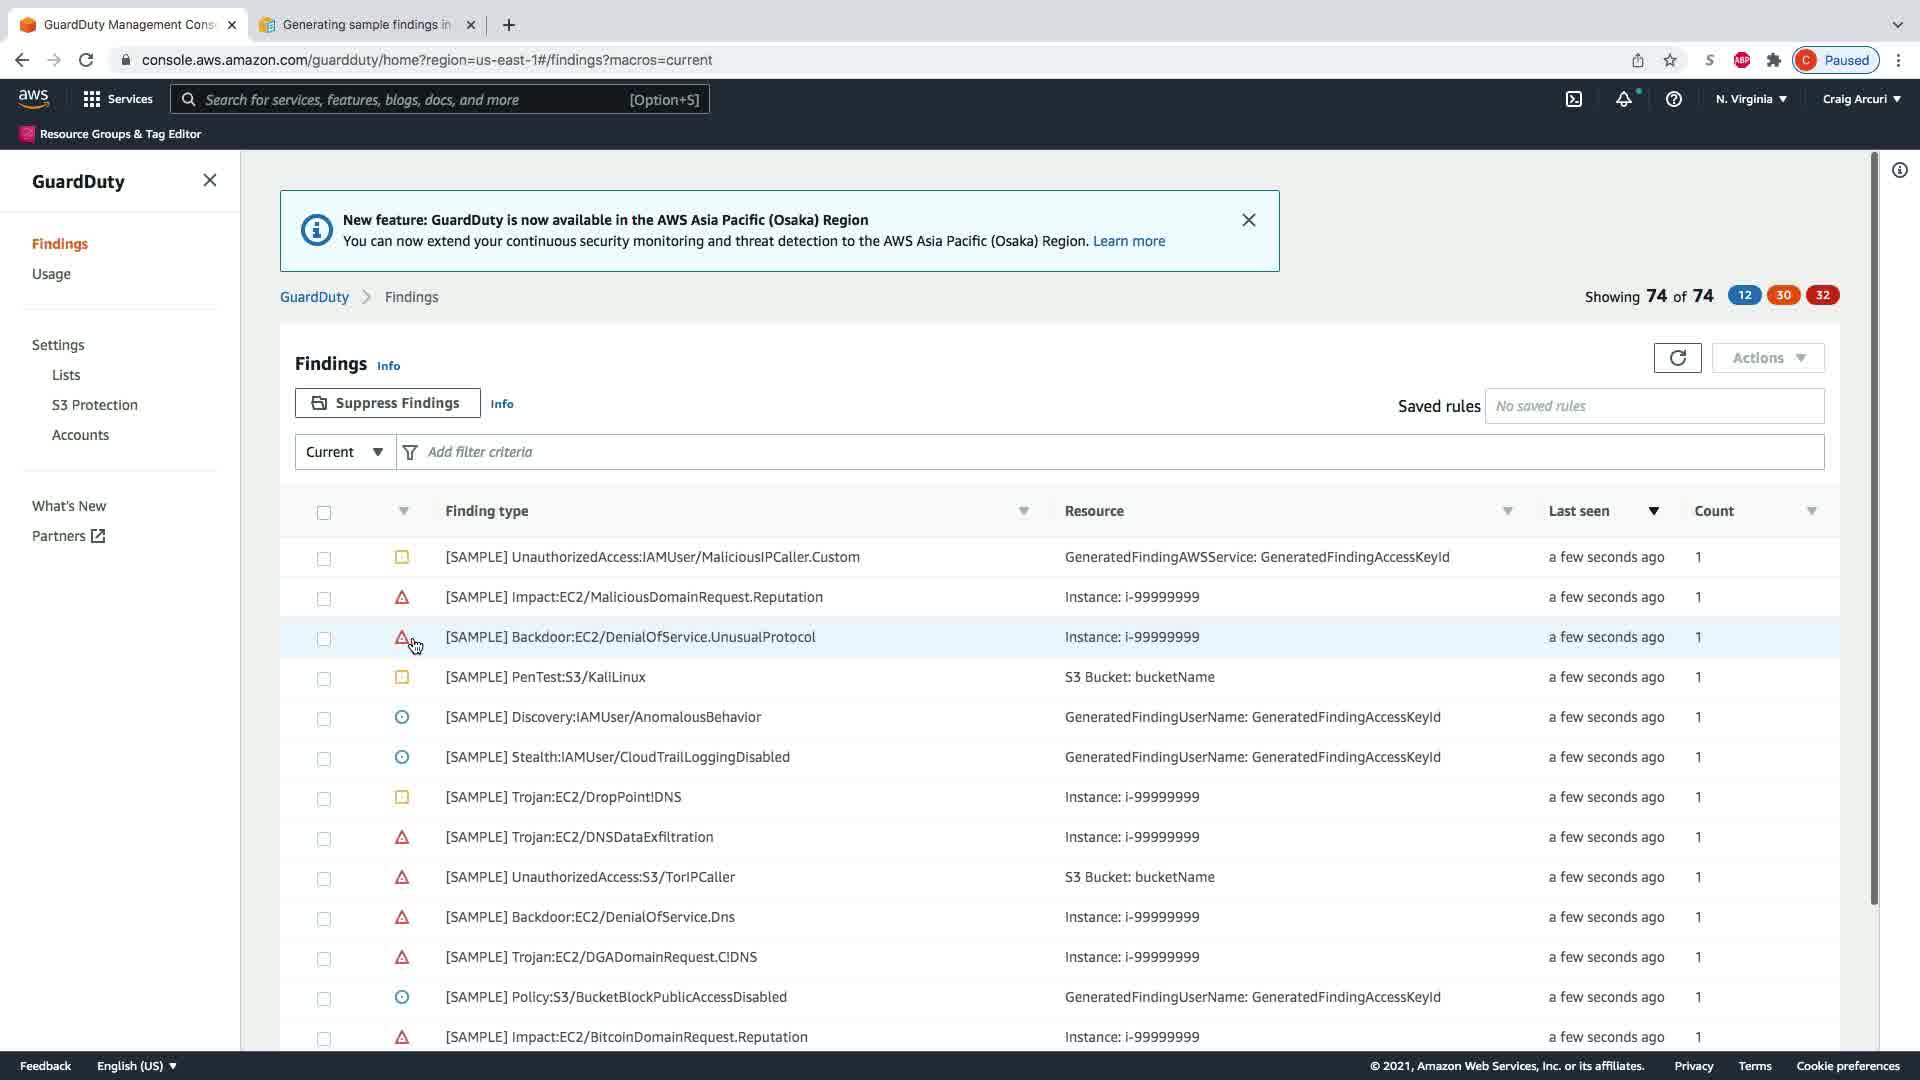 GuardDuty Management Cons
Generating sample findings in
console.aws.amazon.com/guardduty/home?region=us-east-1#/findings?macros=current
S
ABP
C
Paused
aws
Services
Search for services, features, blogs, docs, and more
[Option+S]
N. Virginia
Craig Arcuri
Resource Groups & Tag Editor
GuardDuty
Findings
Usage
Settings
Lists
S3 Protection
Accounts
What's New
Partners
New feature: GuardDuty is now available in the AWS Asia Pacific (Osaka) Region
You can now extend your continuous security monitoring and threat detection to the AWS Asia Pacific (Osaka) Region. Learn more
GuardDuty > Findings
Showing 74 of 74 12 30 32
Findings Info
Actions
Suppress Findings Info
Saved rules No saved rules
Current Add filter criteria
Finding type Resource Last seen Count
[SAMPLE] UnauthorizedAccess:IAMUser/MaliciousIPCaller.Custom GeneratedFindingAWSService: GeneratedFindingAccessKeyId a few seconds ago 1
[SAMPLE] Impact:EC2/MaliciousDomainRequest.Reputation Instance: i-99999999 a few seconds ago 1
[SAMPLE] Backdoor:EC2/DenialOfService.UnusualProtocol Instance: i-99999999 a few seconds ago 1
[SAMPLE] PenTest:S3/KaliLinux S3 Bucket: bucketName a few seconds ago 1
[SAMPLE] Discovery:IAMUser/AnomalousBehavior GeneratedFindingUserName: GeneratedFindingAccessKeyId a few seconds ago 1
[SAMPLE] Stealth:IAMUser/CloudTrailLoggingDisabled GeneratedFindingUserName: GeneratedFindingAccessKeyId a few seconds ago 1
[SAMPLE] Trojan:EC2/DropPoint!DNS Instance: i-99999999 a few seconds ago 1
[SAMPLE] Trojan:EC2/DNSDataExfiltration Instance: i-99999999 a few seconds ago 1
[SAMPLE] UnauthorizedAccess:S3/TorIPCaller S3 Bucket: bucketName a few seconds ago 1
[SAMPLE] Backdoor:EC2/DenialOfService.Dns Instance: i-99999999 a few seconds ago 1
[SAMPLE] Trojan:EC2/DGADomainRequest.C!DNS Instance: i-99999999 a few seconds ago 1
[SAMPLE] Policy:S3/BucketBlockPublicAccessDisabled GeneratedFindingUserName: GeneratedFindingAccessKeyId a few seconds ago 1
[SAMPLE] Impact:EC2/BitcoinDomainRequest.Reputation Instance: i-99999999 a few seconds ago 1
Feedback English (US) © 2021, Amazon Web Services, Inc. or its affiliates. Privacy Terms Cookie preferences